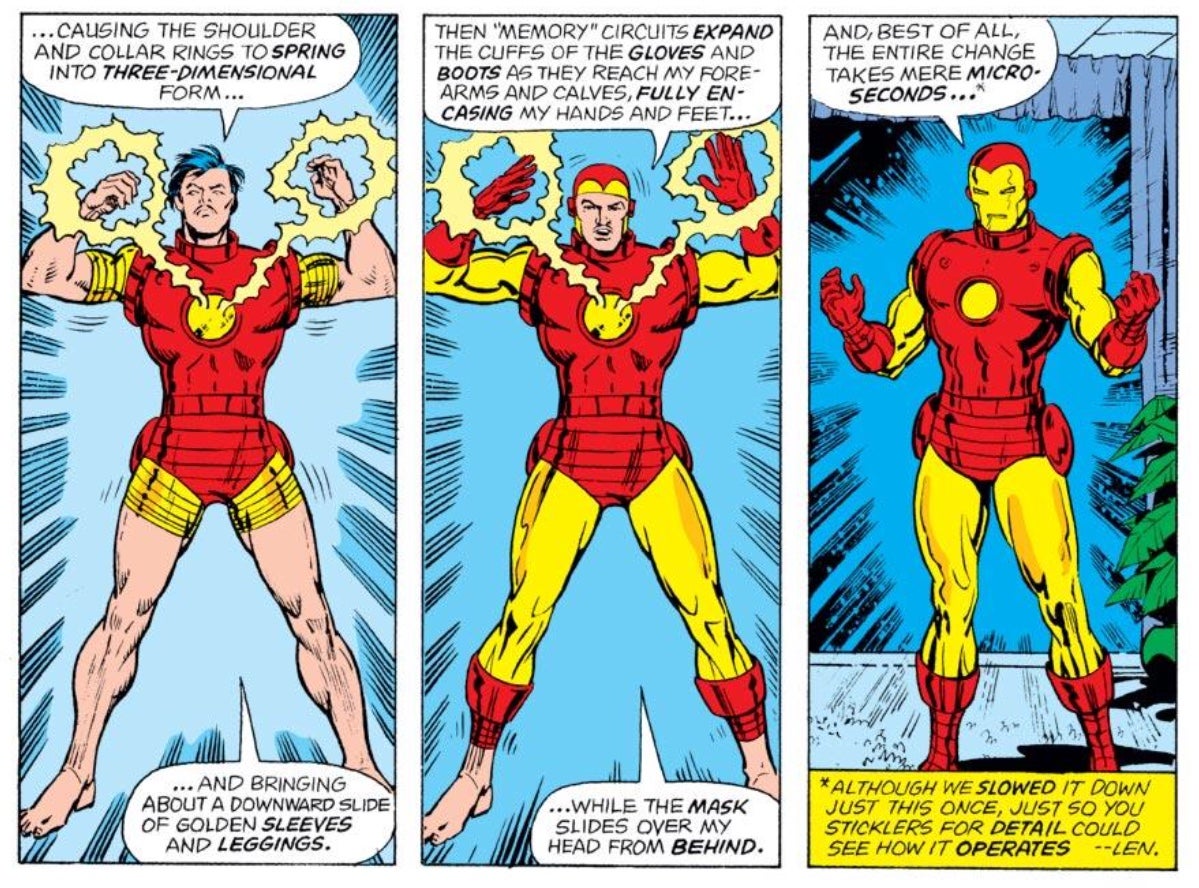 ...CAUSING THE SHOULDER
AND COLLAR RINGS TO SPRING
INTO THREE-DIMENSIONAL
FORM...
...AND BRINGING
ABOUT A DOWNWARD SLIDE
OF GOLDEN SLEEVES
AND LEGGINGS.
THEN "MEMORY" CIRCUITS EXPAND
THE CUFFS OF THE GLOVES AND
BOOTS AS THEY REACH MY FORE-
ARMS AND CALVES, FULLY EN-
CASING MY HANDS AND FEET...
...WHILE THE MASK
SLIDES OVER MY
HEAD FROM BEHIND.
AND, BEST OF ALL,
THE ENTIRE CHANGE
TAKES MERE MICRO-
SECONDS...*
*ALTHOUGH WE SLOWED IT DOWN
JUST THIS ONCE, JUST SO YOU
STICKLERS FOR DETAIL COULD
SEE HOW IT OPERATES --LEN.